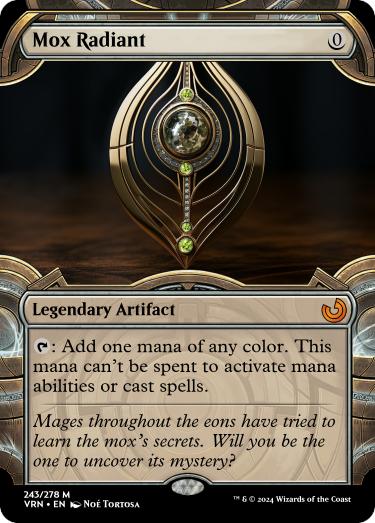 Mox Radiant 0
Legendary Artifact
: Add one mana of any color. This
mana can't be spent to activate mana
abilities or cast spells.
Mages throughout the eons have tried to
learn the mox's secrets. Will you be the
one to uncover its mystery?
243/278 M
VRN • EN Noé Tortosa
™ & © 2024 Wizards of the Coast